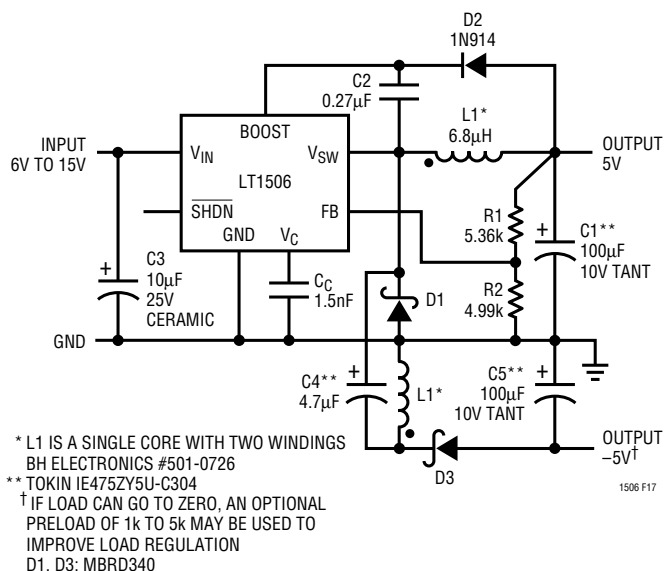 D2
1N914
C2
0.27µF
L1*
6.8µH
INPUT
6V TO 15V
BOOST
VIN
VSW
LT1506
SHDN
FB
GND
VC
OUTPUT
5V
R1
5.36k
+
C1**
100µF
10V TANT
+
C3
10µF
25V
CERAMIC
CC
1.5nF
D1
R2
4.99k
GND
C4**
4.7µF
+
L1*
+
C5**
100µF
10V TANT
D3
OUTPUT
–5V†
* L1 IS A SINGLE CORE WITH TWO WINDINGS
BH ELECTRONICS #501-0726
** TOKIN IE475ZY5U-C304
† IF LOAD CAN GO TO ZERO, AN OPTIONAL
PRELOAD OF 1k TO 5k MAY BE USED TO
IMPROVE LOAD REGULATION
D1, D3: MBRD340
1506 F17